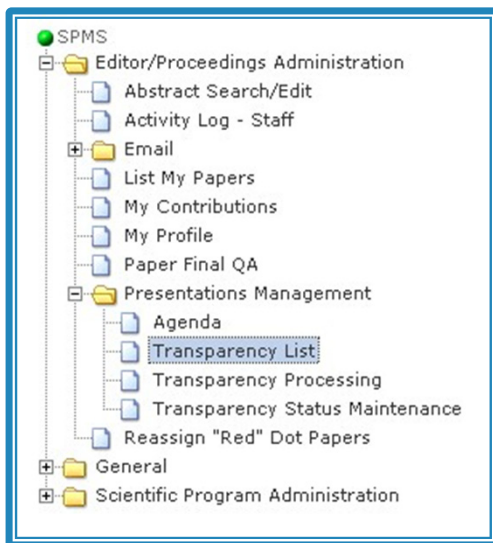 SPMS
Editor/Proceedings Administration
Abstract Search/Edit
Activity Log - Staff
Email
List My Papers
My Contributions
My Profile
Paper Final QA
Presentations Management
Agenda
Transparency List
Transparency Processing
Transparency Status Maintenance
Reassign "Red" Dot Papers
General
Scientific Program Administration